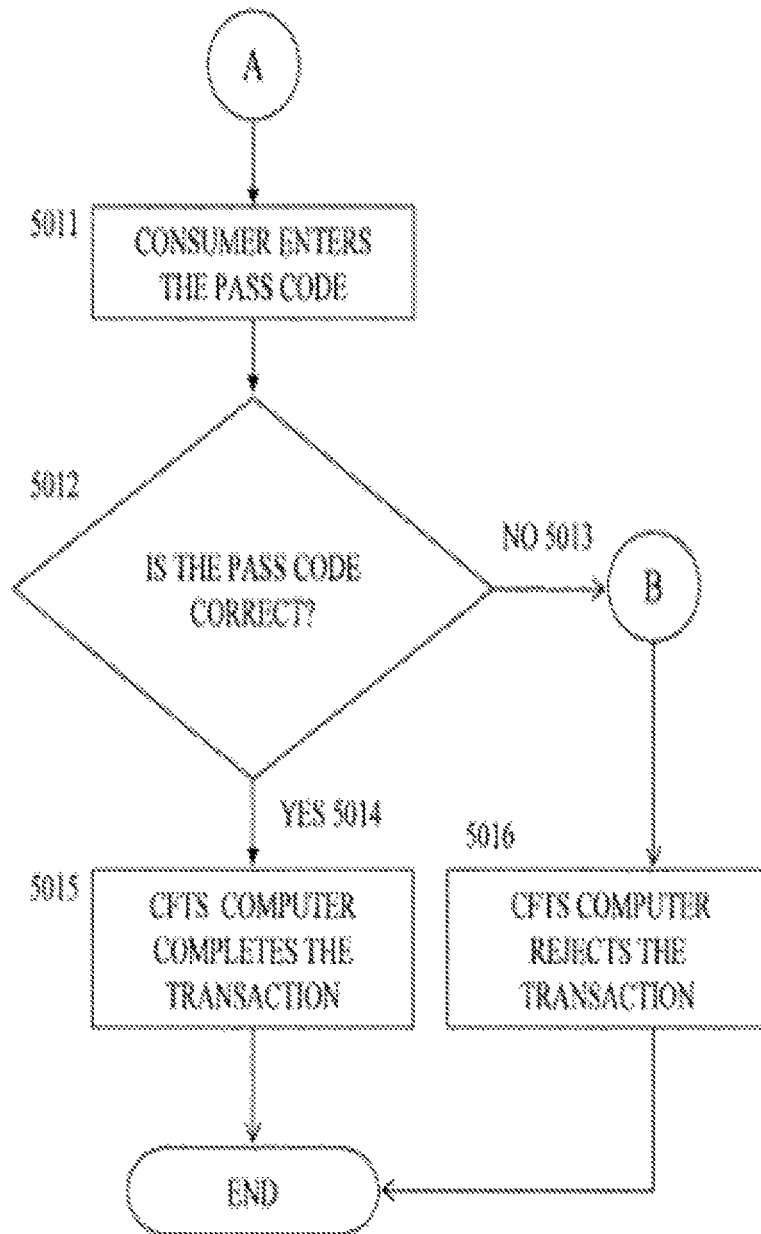 A
5011
CONSUMER ENTERS
THE PASS CODE
5012
IS THE PASS CODE
CORRECT?
NO 5013
B
YES 5014
5015
CFTS COMPUTER
COMPLETES THE
TRANSACTION
5016
CFTS COMPUTER
REJECTS THE
TRANSACTION
END